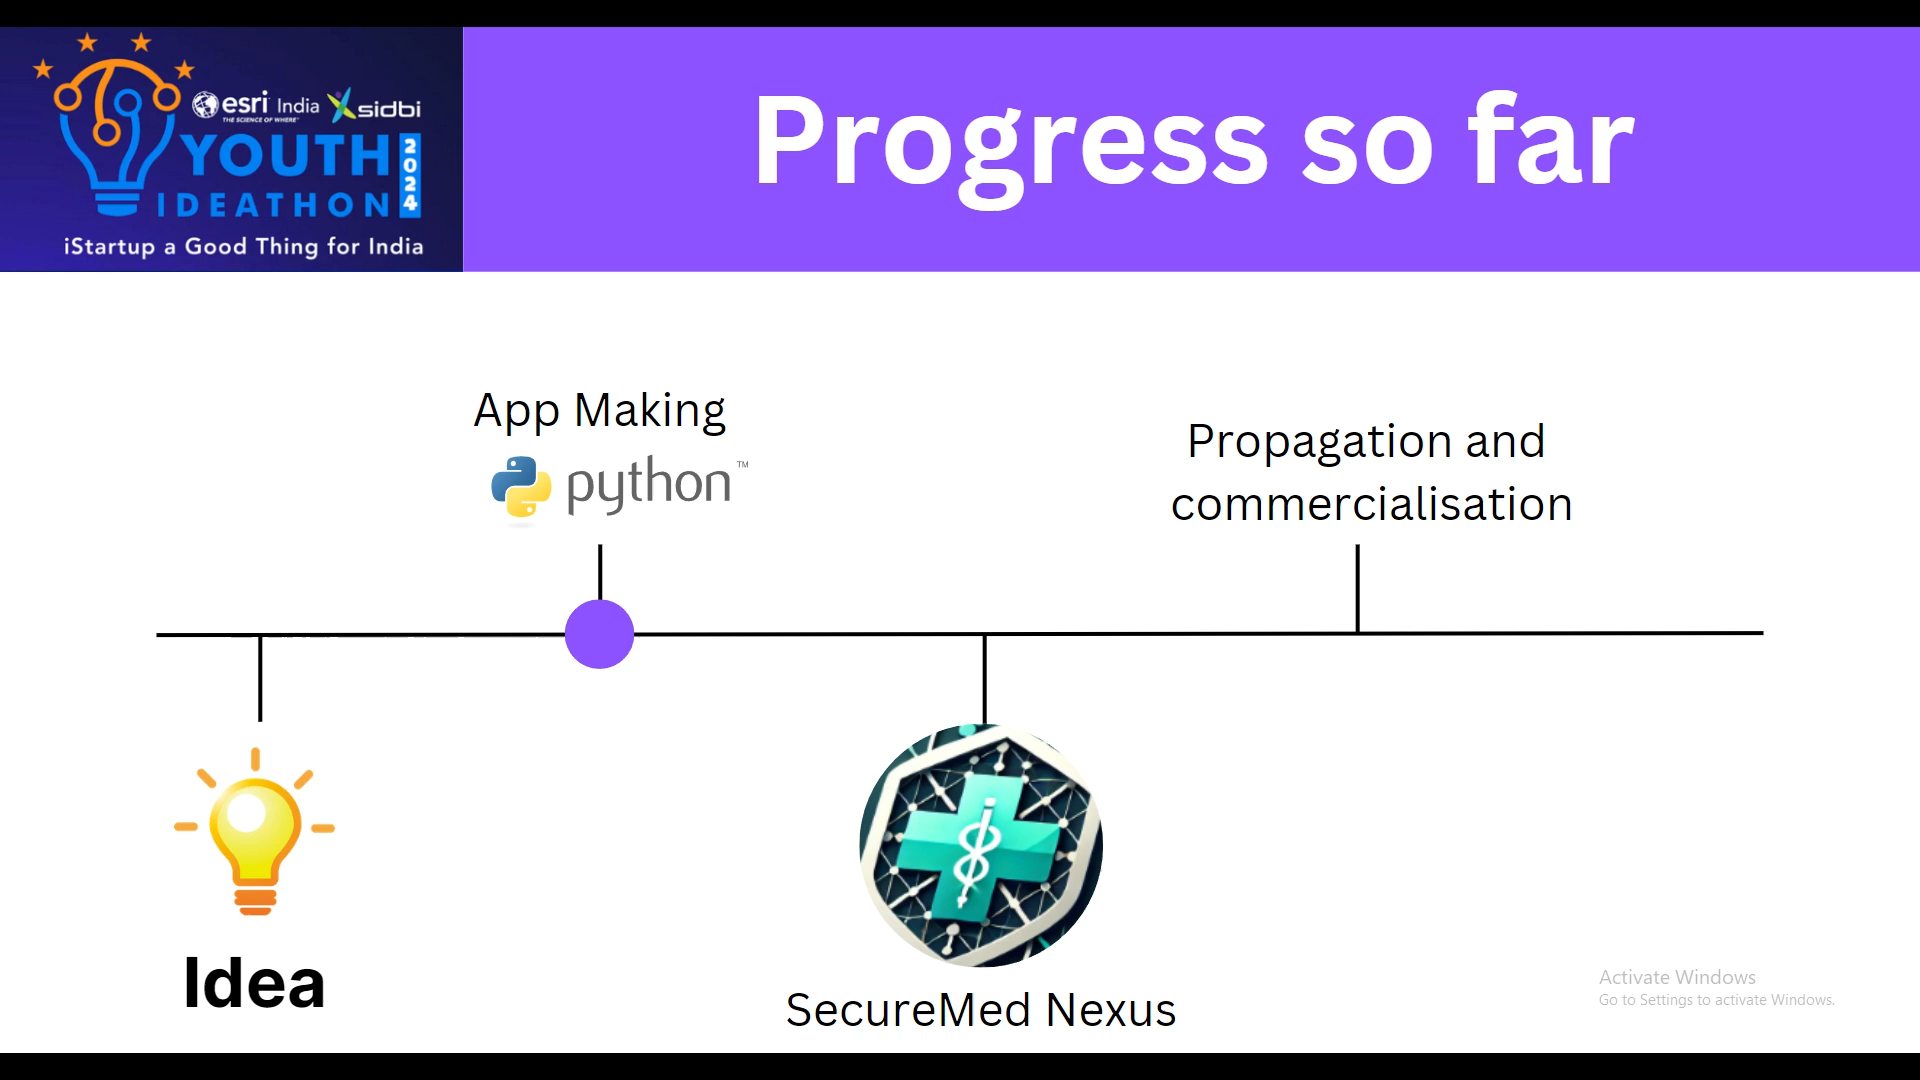 esri India sidbi
THE SCIENCE OF WHERE™
YOUTH
IDEATHON
2024
iStartup a Good Thing for India
Progress so far
App Making
python™
Propagation and
commercialisation
Idea
SecureMed Nexus
Activate Windows
Go to Settings to activate Windows.